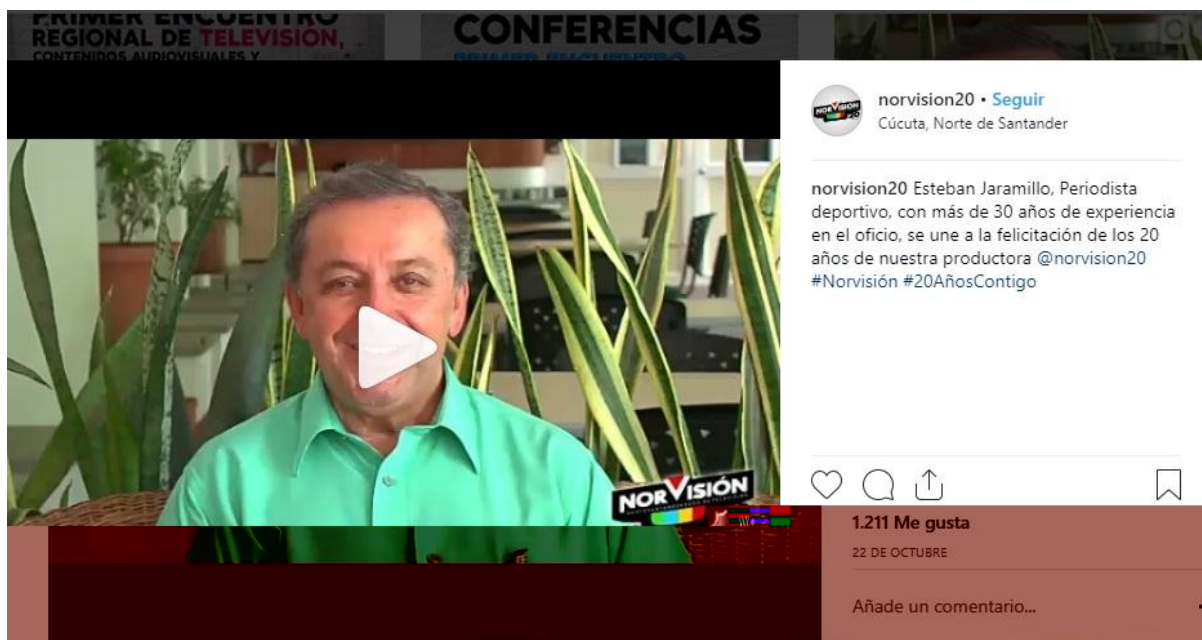 PRIMER ENCUENTRO
REGIONAL DE TELEVISIÓN,
CONTENIDOS AUDIOVISUALES Y
CONFERENCIAS
norvision20 • Seguir
Cúcuta, Norte de Santander
norvision20 Esteban Jaramillo, Periodista
deportivo, con más de 30 años de experiencia
en el oficio, se une a la felicitación de los 20
años de nuestra productora @norvision20
#Norvisión #20AñosContigo
NORVISIÓN
1.211 Me gusta
22 DE OCTUBRE
Añade un comentario...